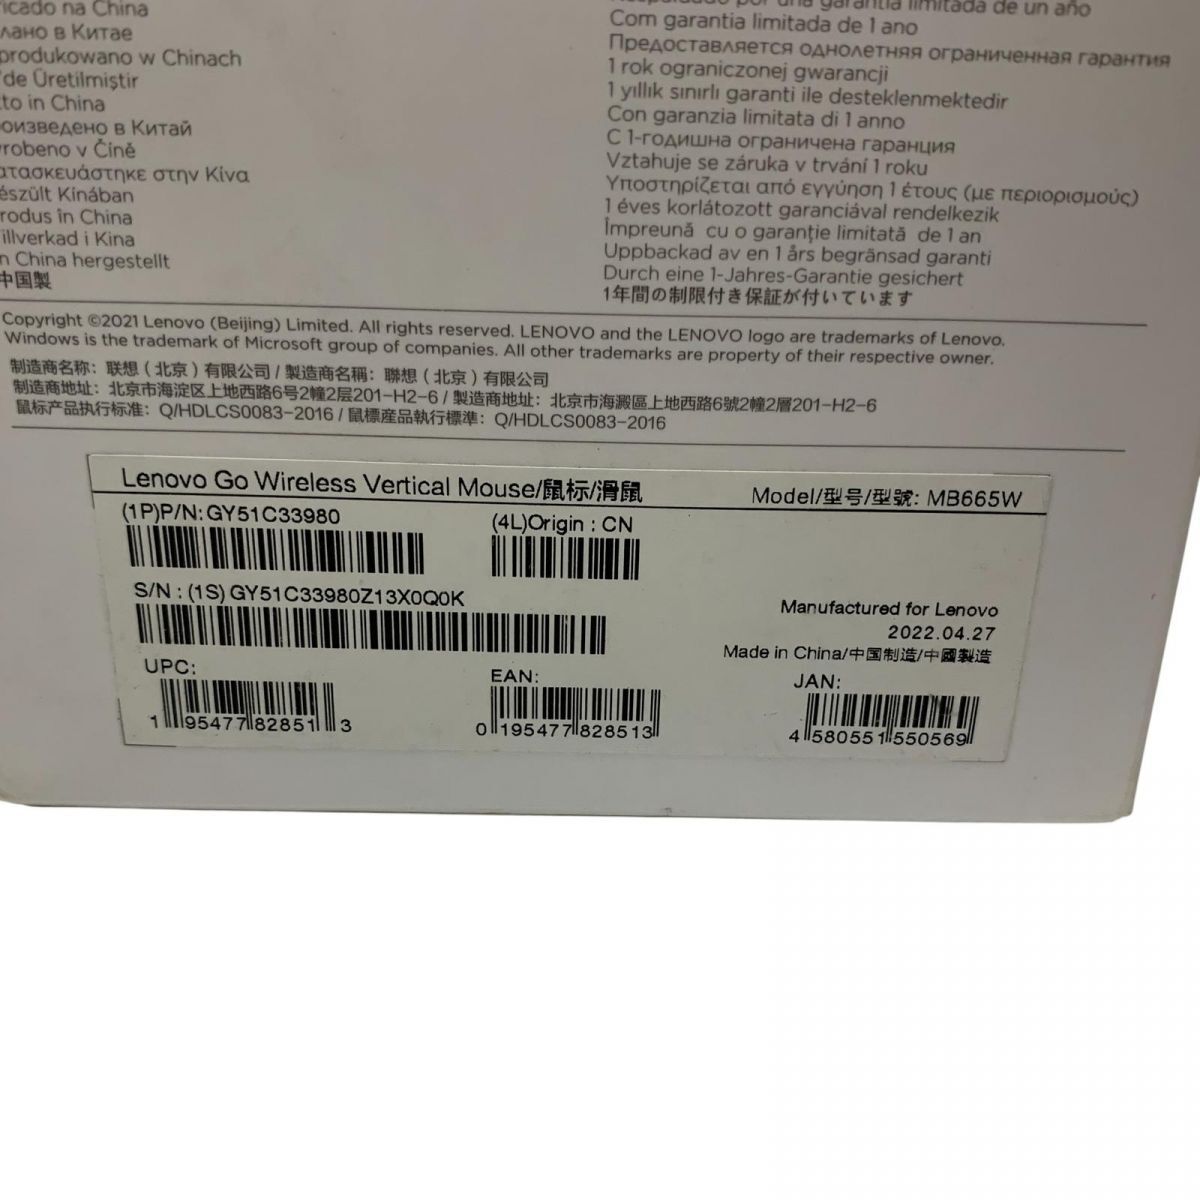 na China
в Китае
w Chinach
de Üretilmiştir
in China
в Китай
v Číně
στην Κίνα
Kínában
în China
i Kina
China hergestellt
中国製
por una garantía limitada de un año
Com garantia limitada de 1 ano
Предоставляется однолетняя ограниченная гарантия
1 rok ograniczonej gwarancji
1 yıllık sınırlı garanti ile desteklenmektedir
Con garanzia limitata di 1 anno
С 1-годишна ограничена гаранция
Vztahuje se záruka v trvání 1 roku
Υποστηρίζεται από εγγύηση 1 έτους (με περιορισμούς)
1 éves korlátozott garanciával rendelkezik
Împreună cu o garanție limitată de 1 an
Uppbackad av en 1 års begränsad garanti
Durch eine 1-Jahres-Garantie gesichert
1年間の制限付き保証が付いています
Copyright ©2021 Lenovo (Beijing) Limited. All rights reserved. LENOVO and the LENOVO logo are trademarks of Lenovo.
Windows is the trademark of Microsoft group of companies. All other trademarks are property of their respective owner.
制造商名称：联想（北京）有限公司 / 製造商名稱：聯想（北京）有限公司
制造商地址：北京市海淀区上地西路6号2幢2层201-H2-6 / 製造商地址：北京市海澱區上地西路6號2幢2層201-H2-6
鼠标产品执行标准：Q/HDLCS0083-2016 / 鼠標產品執行標準：Q/HDLCS0083-2016
Lenovo Go Wireless Vertical Mouse/鼠标/滑鼠
Model/型号/型號: MB665W
(1P)P/N:GY51C33980
(4L)Origin : CN
S/N : (1S) GY51C33980Z13X0Q0K
Manufactured for Lenovo
2022.04.27
Made in China/中国制造/中國製造
UPC:
1 95477 82851 3
EAN:
0 195477 828513
JAN:
4 580551 550569